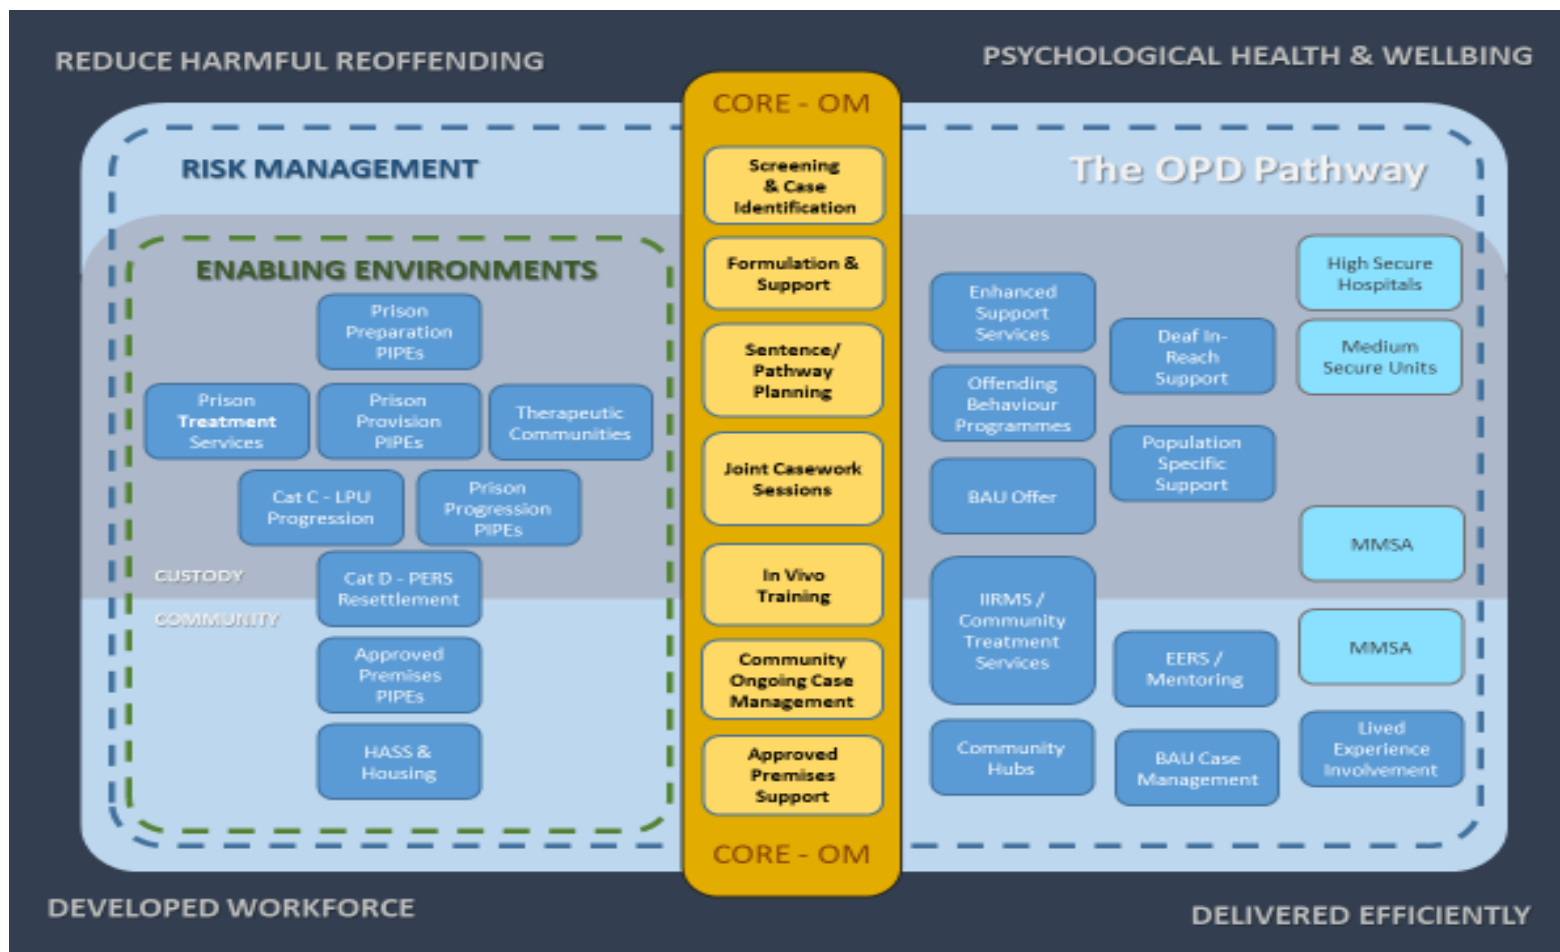 REDUCE HARMFUL REOFFENDING
PSYCHOLOGICAL HEALTH & WELLBING
RISK MANAGEMENT
The OPD Pathway
ENABLING ENVIRONMENTS
Prison
Preparation
PIPEs
Prison
Treatment
Services
Prison
Provision
PIPEs
Therapeutic
Communities
Cat C - LPU
Progression
Prison
Progression
PIPEs
CUSTODY
COMMUNITY
Cat D - PERS
Resettlement
Approved
Premises
PIPEs
HASS &
Housing
CORE - OM
Screening
& Case
Identification
Formulation &
Support
Sentence/
Pathway
Planning
Joint Casework
Sessions
In Vivo
Training
Community
Ongoing Case
Management
Approved
Premises
Support
CORE - OM
Enhanced
Support
Services
Offending
Behaviour
Programmes
BAU Offer
IIRMS /
Community
Treatment
Services
Community
Hubs
Deaf In-
Reach
Support
Population
Specific
Support
EERS /
Mentoring
BAU Case
Management
High Secure
Hospitals
Medium
Secure Units
MMSA
MMSA
Lived
Experience
Involvement
DEVELOPED WORKFORCE
DELIVERED EFFICIENTLY